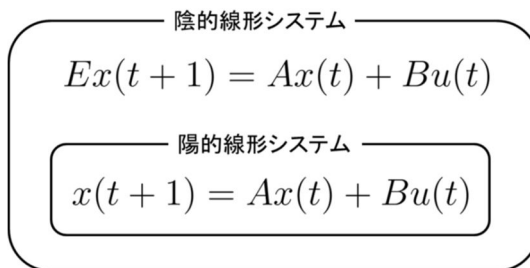 陰的線形システム
Ex(t + 1) = Ax(t) + Bu(t)
陽的線形システム
x(t + 1) = Ax(t) + Bu(t)